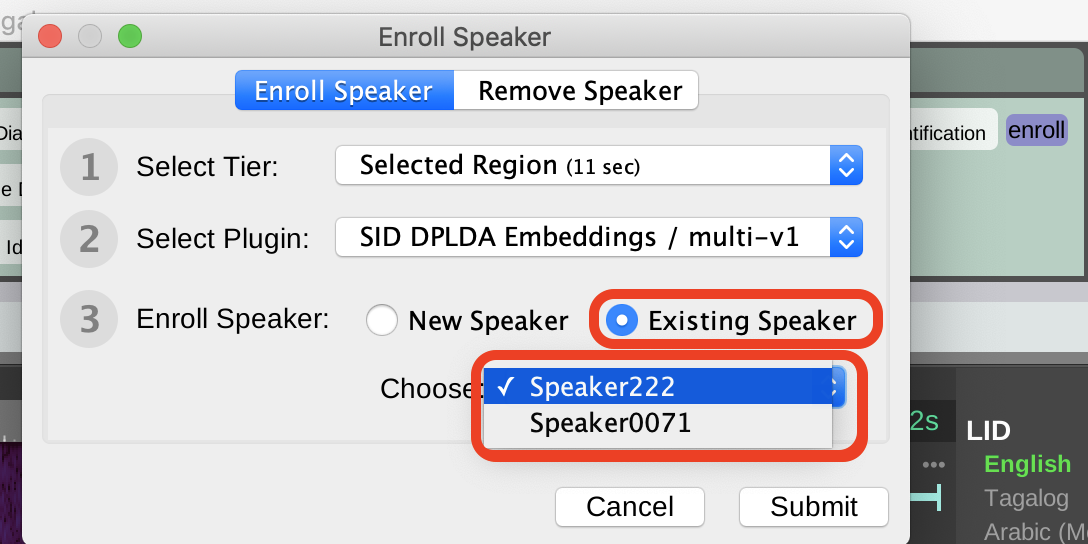 Enroll Speaker
Enroll Speaker Remove Speaker
enroll
1 Select Tier: Selected Region (11 sec)
2 Select Plugin: SID DPLDA Embeddings / multi-v1
3 Enroll Speaker: New Speaker Existing Speaker
Choose: ✓ Speaker222
Speaker0071
2s
LID
English
Tagalog
Arabic
Cancel Submit